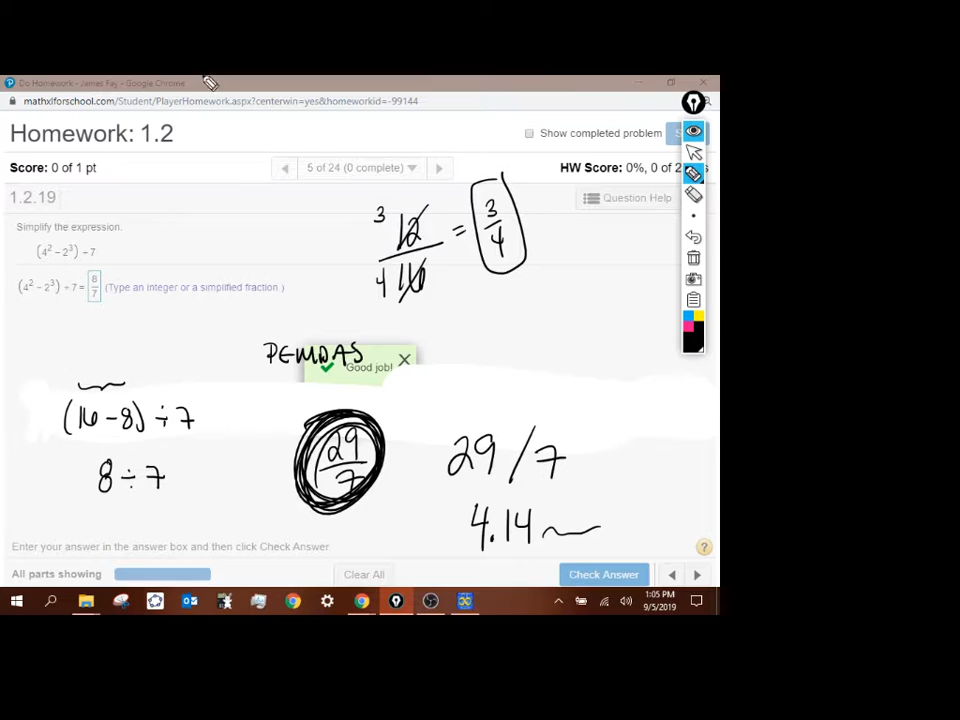 Do Homework - James Fay - Google Chrome
mathxlforschool.com/Student/PlayerHomework.aspx?centerwin=yes&homeworkid=-99144
Homework: 1.2
Show completed problem
Score: 0 of 1 pt
5 of 24 (0 complete)
HW Score: 0%, 0 of 2
1.2.19
Question Help
Simplify the expression.
(4² − 2³) ÷ 7
(4² − 2³) ÷ 7 = 8/7 (Type an integer or a simplified fraction.)
3 12
4 16
= 3/4
PEMDAS
Good job!
(16 − 8) ÷ 7
8 ÷ 7
29/7
29 / 7
4.14
Enter your answer in the answer box and then click Check Answer
?
All parts showing
Clear All
Check Answer
1:05 PM
9/5/2019